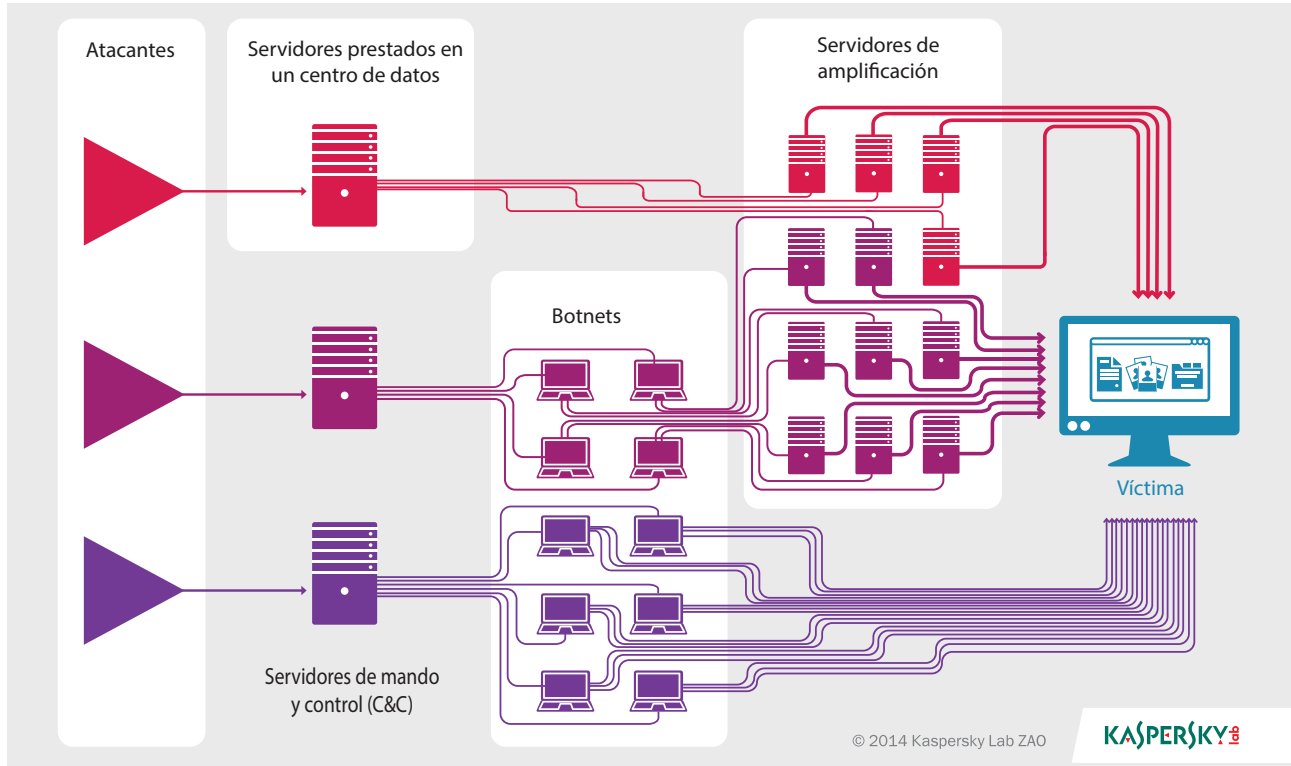 Atacantes
Servidores prestados en
un centro de datos
Servidores de
amplificación
Botnets
Víctima
Servidores de mando
y control (C&C)
© 2014 Kaspersky Lab ZAO
KASPERSKY lab